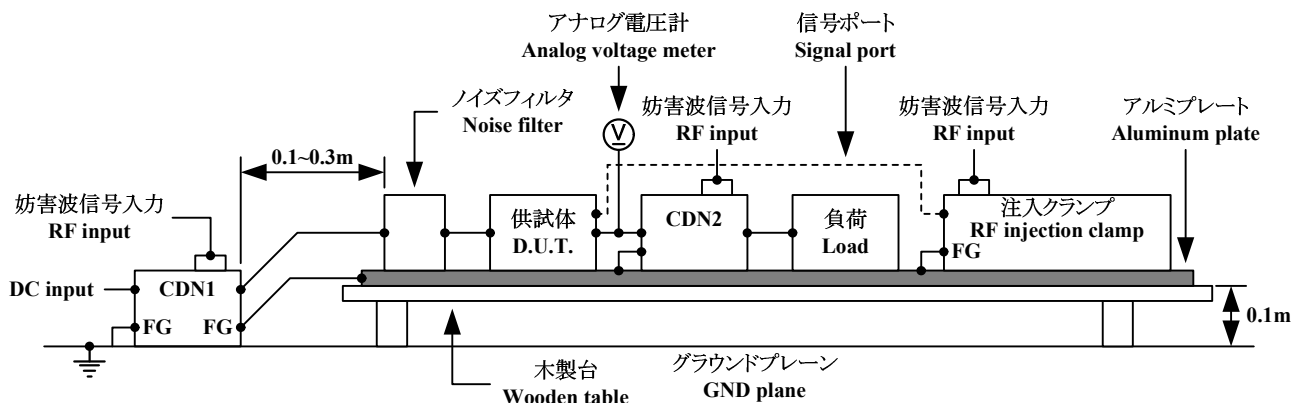 アナログ電圧計
Analog voltage meter
信号ポート
Signal port
ノイズフィルタ
Noise filter
妨害波信号入力
RF input
妨害波信号入力
RF input
アルミプレート
Aluminum plate
0.1~0.3m
V
妨害波信号入力
RF input
供試体
D.U.T.
CDN2
負荷
Load
注入クランプ
RF injection clamp
FG
DC input
CDN1
FG
FG
0.1m
木製台
Wooden table
グラウンドプレーン
GND plane